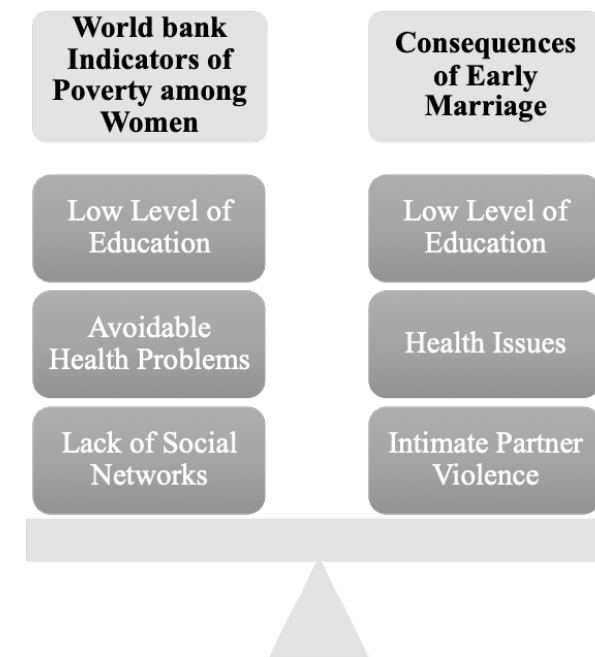 World bank
Indicators of
Poverty among
Women
Consequences
of Early
Marriage
Low Level of
Education
Low Level of
Education
Avoidable
Health Problems
Health Issues
Lack of Social
Networks
Intimate Partner
Violence